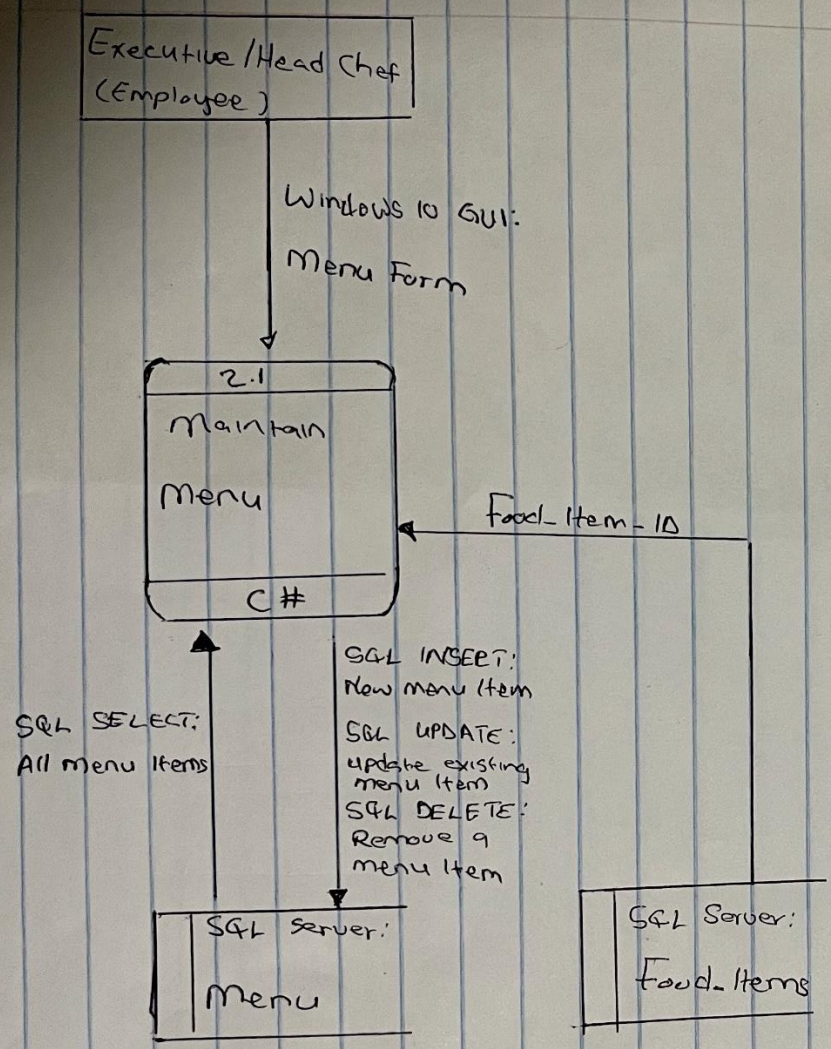 Executive/Head Chef
(Employee)
Windows 10 GUI:
Menu Form
2.1
Maintain
Menu
C#
Food_Item_ID
SQL SELECT:
All Menu Items
SQL INSERT:
New menu Item
SQL UPDATE:
update existing
menu Item
SQL DELETE:
Remove a
menu Item
SQL Server:
Menu
SQL Server:
Food_Items